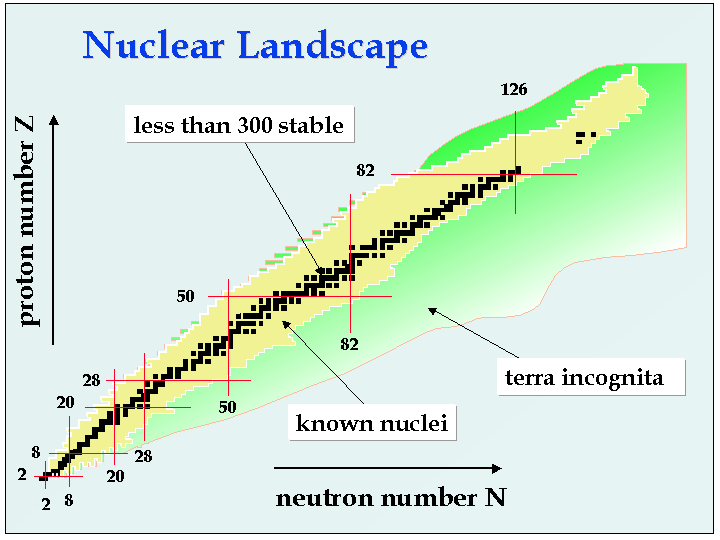 Nuclear Landscape
126
less than 300 stable
82
proton number Z
50
82
28
terra incognita
20
50
known nuclei
8
28
2
20
neutron number N
2
8